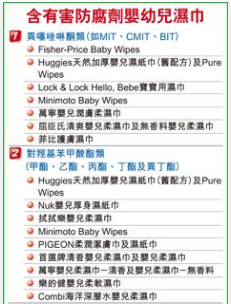 含有害防腐劑嬰幼兒濕巾
1 異噻唑啉酮類(如MIT、CMIT、BIT)
Fisher-Price Baby Wipes
Huggies天然加厚嬰兒濕紙巾(舊配方)及Pure
Wipes
Lock & Lock Hello, Bebe寶寶用濕巾
Minimoto Baby Wipes
萬寧嬰兒潤膚柔濕巾
屈臣氏清爽嬰兒柔濕巾及無香料嬰兒柔濕巾
菲比護膚濕巾
2 對羥基苯甲酸酯類
(甲酯、乙酯、丙酯、丁酯及異丁酯)
Huggies天然加厚嬰兒濕紙巾(舊配方)及Pure
Wipes
Nuk嬰兒厚身濕紙巾
拭拭樂嬰兒柔濕巾
Minimoto Baby Wipes
PIGEON柔潤潔膚巾及濕紙巾
首選牌清香嬰兒柔濕巾及嬰兒柔濕巾
萬寧嬰兒柔濕巾－清香及嬰兒柔濕巾－無香料
樂的健嬰兒柔濕巾
Combi海洋深層水嬰兒柔濕巾